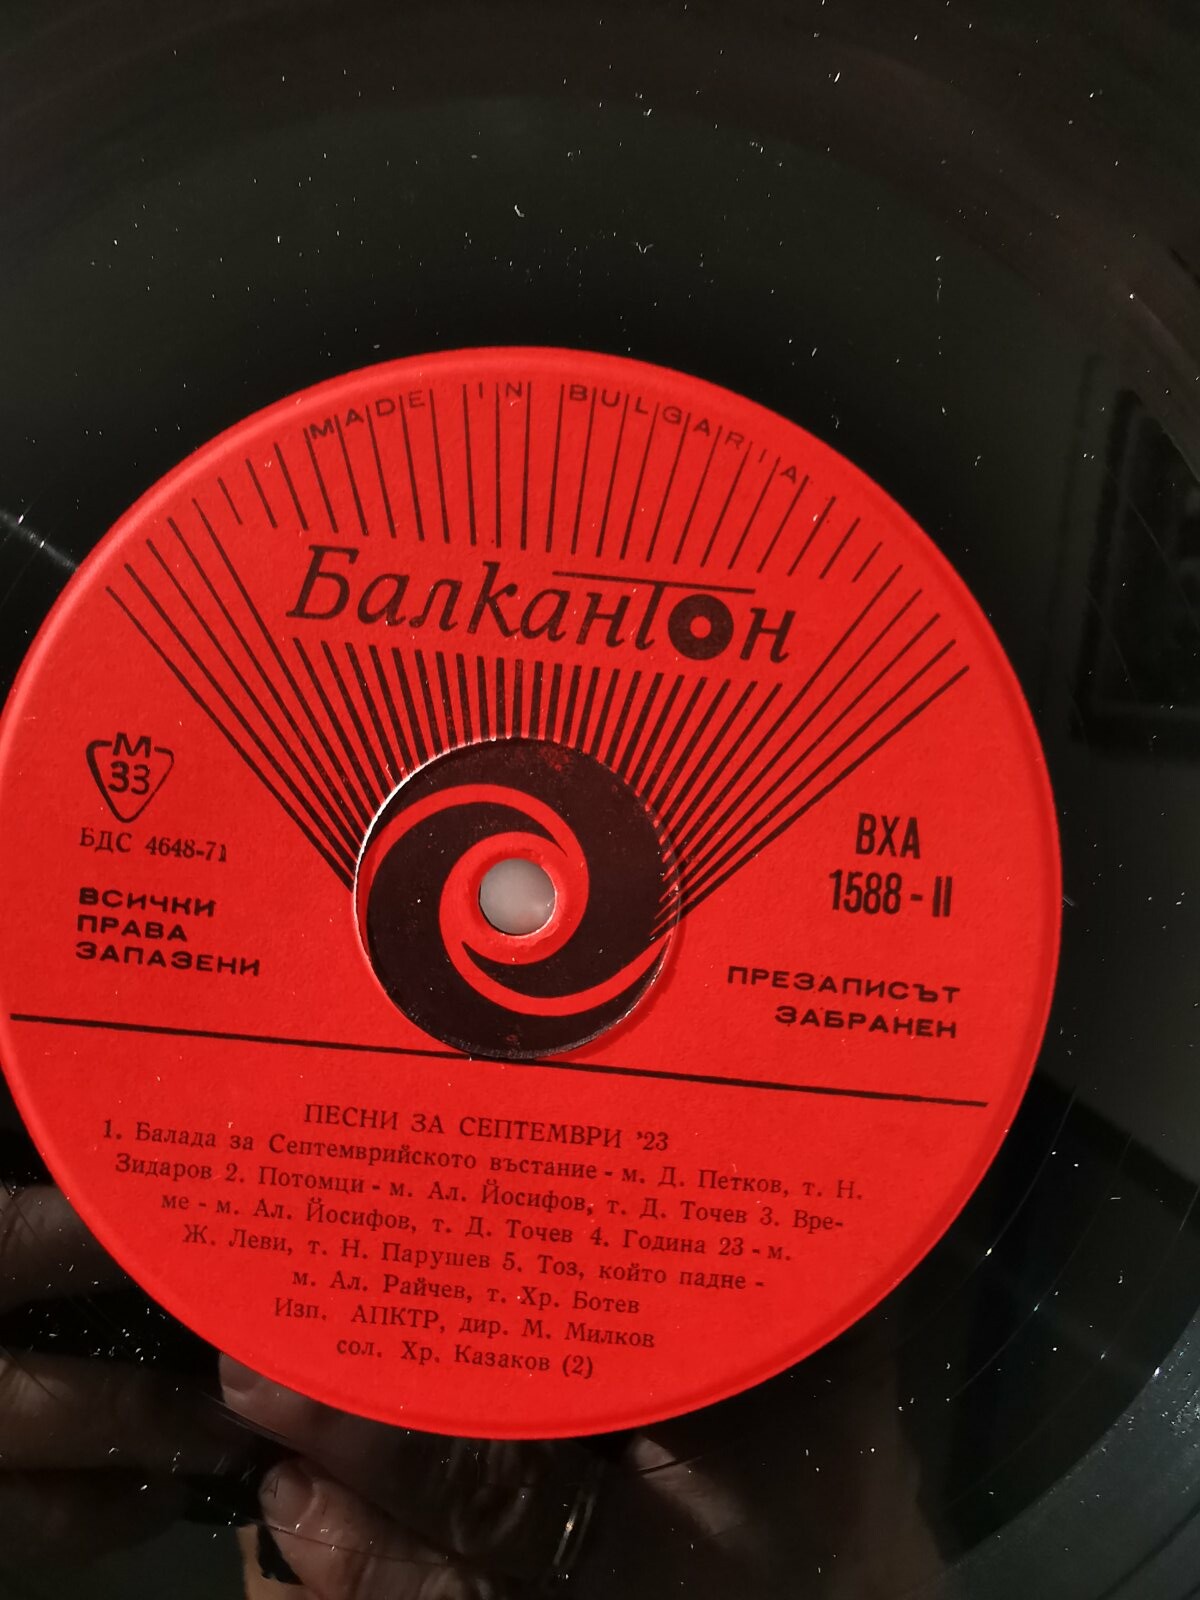 MADE IN BULGARIA
Балкантон
М
33
БДС 4648-71
ВСИЧКИ
ПРАВА
ЗАПАЗЕНИ
ВХА
1588 - II
ПРЕЗАПИСЪТ
ЗАБРАНЕН
ПЕСНИ ЗА СЕПТЕМВРИ '23
1. Балада за Септемврийското въстание - м. Д. Петков, т. Н.
Зидаров 2. Потомци - м. Ал. Йосифов, т. Д. Точев 3. Вре-
ме - м. Ал. Йосифов, т. Д. Точев 4. Година 23 - м.
Ж. Леви, т. Н. Парушев 5. Тоз, който падне -
м. Ал. Райчев, т. Хр. Ботев
Изп. АПКТР, дир. М. Милков
сол. Хр. Казаков (2)